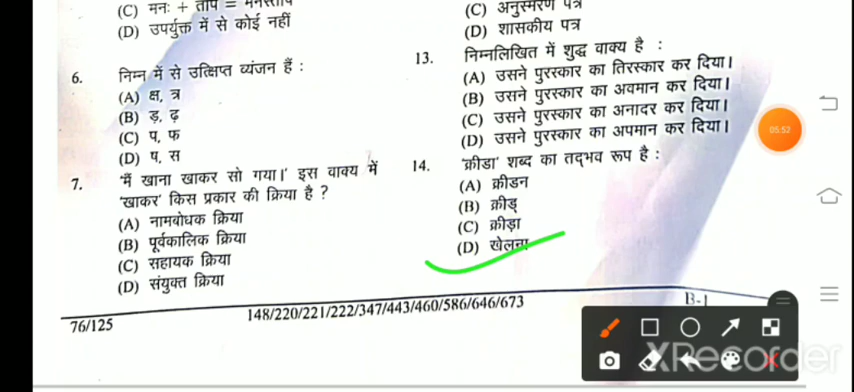 (C) मनः + ताप = मनस्ताप
(D) उपर्युक्त में से कोई नहीं
6. निम्न में से उत्क्षिप्त व्यंजन हैं :
(A) क्ष, त्र
(B) ड़, ढ़
(C) प, फ
(D) ष, स
7. 'मैं खाना खाकर सो गया।' इस वाक्य में
'खाकर' किस प्रकार की क्रिया है ?
(A) नामबोधक क्रिया
(B) पूर्वकालिक क्रिया
(C) सहायक क्रिया
(D) संयुक्त क्रिया
(C) अनुस्मरण पत्र
(D) शासकीय पत्र
13. निम्नलिखित में शुद्ध वाक्य है :
(A) उसने पुरस्कार का तिरस्कार कर दिया।
(B) उसने पुरस्कार का अवमान कर दिया।
(C) उसने पुरस्कार का अनादर कर दिया।
(D) उसने पुरस्कार का अपमान कर दिया।
14. 'क्रीडा' शब्द का तद्भव रूप है :
(A) क्रीडन
(B) क्रीड्
(C) क्रीड़ा
(D) खेलना
76/125
148/220/221/222/347/443/460/586/646/673
B-1
05:52
XRecorder